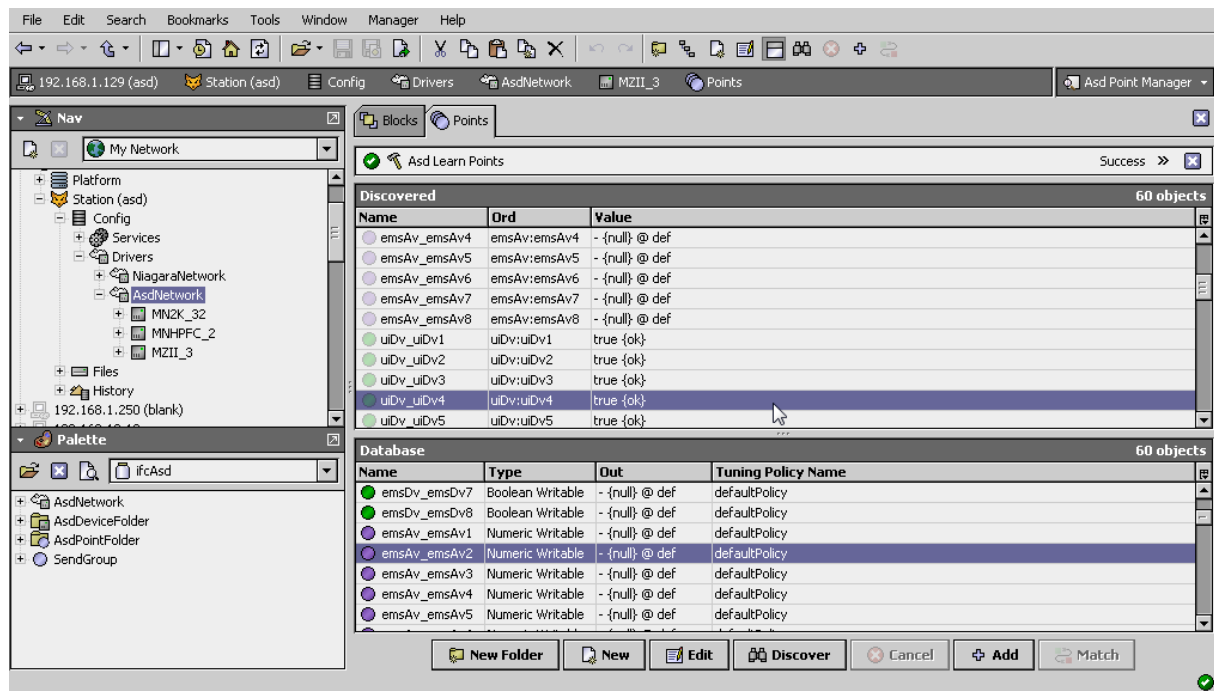 File Edit Search Bookmarks Tools Window Manager Help
192.168.1.129 (asd) Station (asd) Config Drivers AsdNetwork MZII_3 Points Asd Point Manager
Nav
My Network
Platform
Station (asd)
Config
Services
Drivers
NiagaraNetwork
AsdNetwork
MN2K_32
MNHPFC_2
MZII_3
Files
History
192.168.1.250 (blank)
Palette
ifcAsd
AsdNetwork
AsdDeviceFolder
AsdPointFolder
SendGroup
Blocks Points
Asd Learn Points Success »
Discovered 60 objects
Name Ord Value
emsAv_emsAv4 emsAv:emsAv4 - {null} @ def
emsAv_emsAv5 emsAv:emsAv5 - {null} @ def
emsAv_emsAv6 emsAv:emsAv6 - {null} @ def
emsAv_emsAv7 emsAv:emsAv7 - {null} @ def
emsAv_emsAv8 emsAv:emsAv8 - {null} @ def
uiDv_uiDv1 uiDv:uiDv1 true {ok}
uiDv_uiDv2 uiDv:uiDv2 true {ok}
uiDv_uiDv3 uiDv:uiDv3 true {ok}
uiDv_uiDv4 uiDv:uiDv4 true {ok}
uiDv_uiDv5 uiDv:uiDv5 true {ok}
Database 60 objects
Name Type Out Tuning Policy Name
emsDv_emsDv7 Boolean Writable - {null} @ def defaultPolicy
emsDv_emsDv8 Boolean Writable - {null} @ def defaultPolicy
emsAv_emsAv1 Numeric Writable - {null} @ def defaultPolicy
emsAv_emsAv2 Numeric Writable - {null} @ def defaultPolicy
emsAv_emsAv3 Numeric Writable - {null} @ def defaultPolicy
emsAv_emsAv4 Numeric Writable - {null} @ def defaultPolicy
emsAv_emsAv5 Numeric Writable - {null} @ def defaultPolicy
New Folder New Edit Discover Cancel Add Match